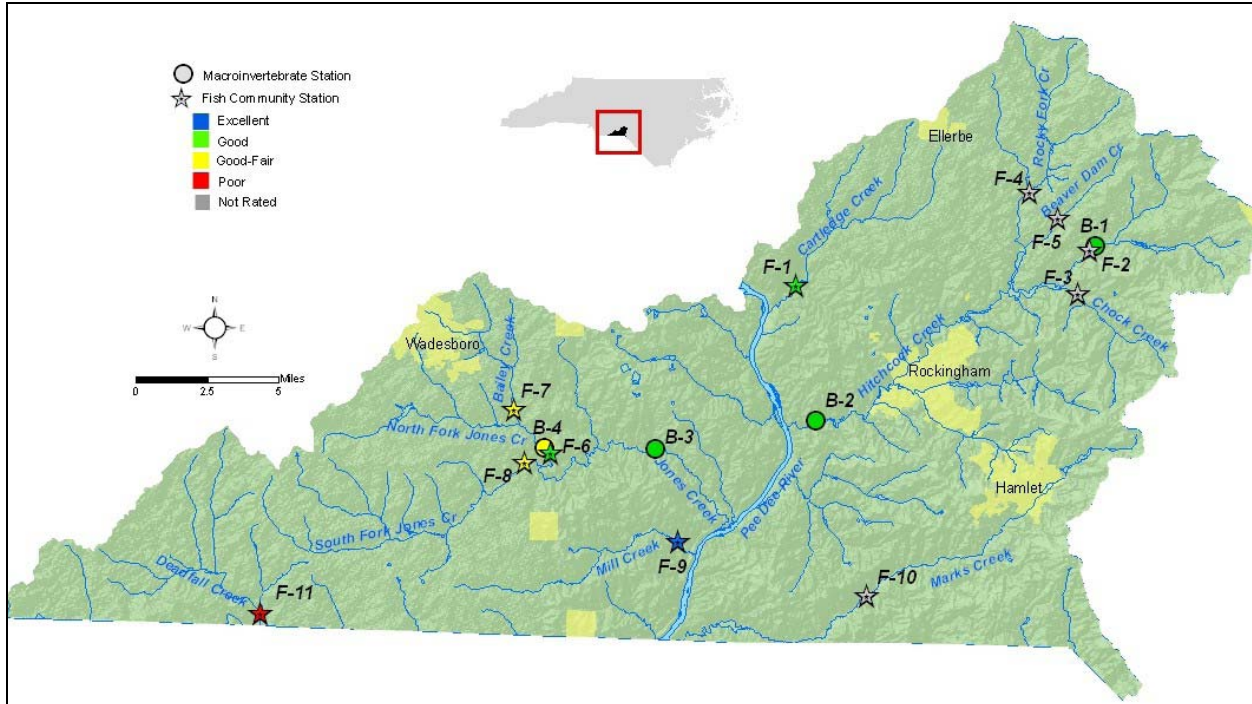 Macroinvertebrate Station
Fish Community Station
Excellent
Good
Good-Fair
Poor
Not Rated
N
W
E
S
0
2.5
5
Miles
Ellerbe
Rocky Fork Cr
F-4
Beaver Dam Cr
F-5
B-1
F-2
F-3
Chock Creek
Cartledge Creek
F-1
Hitchcock Creek
Rockingham
B-2
Hamlet
Wadesboro
Bailey Creek
F-7
North Fork Jones Cr
B-4
F-6
F-8
B-3
Jones Creek
Pee Dee River
South Fork Jones Cr
Mill Creek
F-9
F-10
Marks Creek
Deadfall Creek
F-11